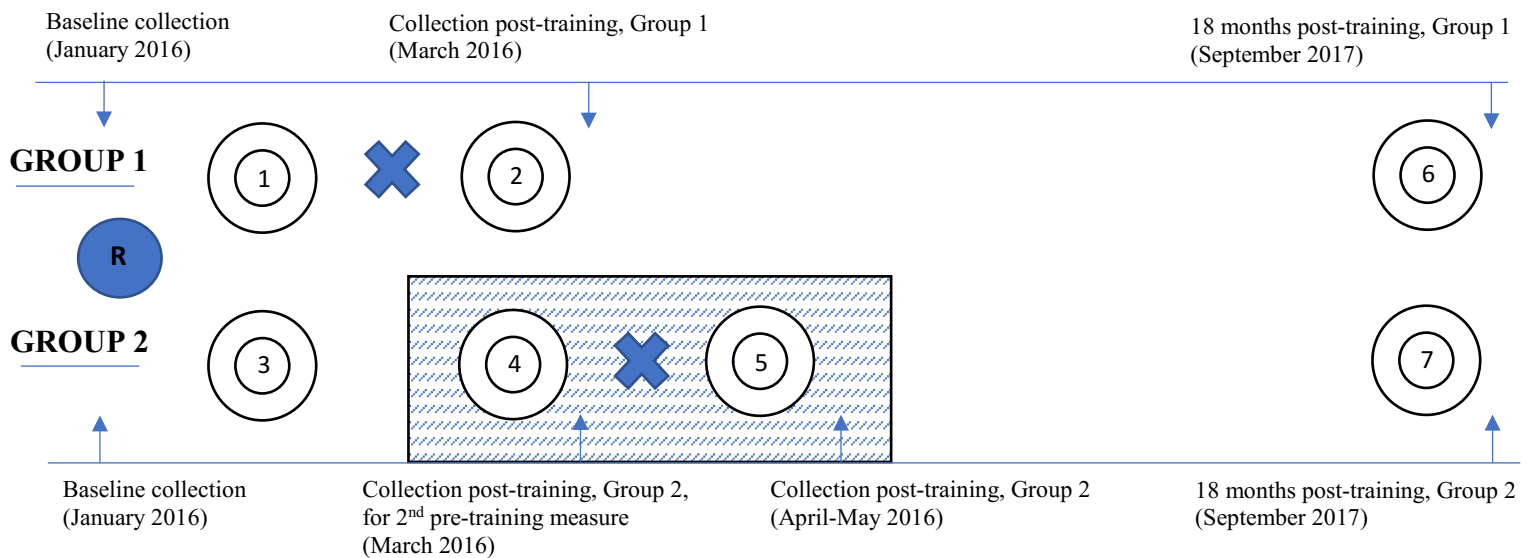 Baseline collection
(January 2016)
Collection post-training, Group 1
(March 2016)
18 months post-training, Group 1
(September 2017)
GROUP 1
1
2
6
R
GROUP 2
3
4
5
7
Baseline collection
(January 2016)
Collection post-training, Group 2,
for 2nd pre-training measure
(March 2016)
Collection post-training, Group 2
(April-May 2016)
18 months post-training, Group 2
(September 2017)